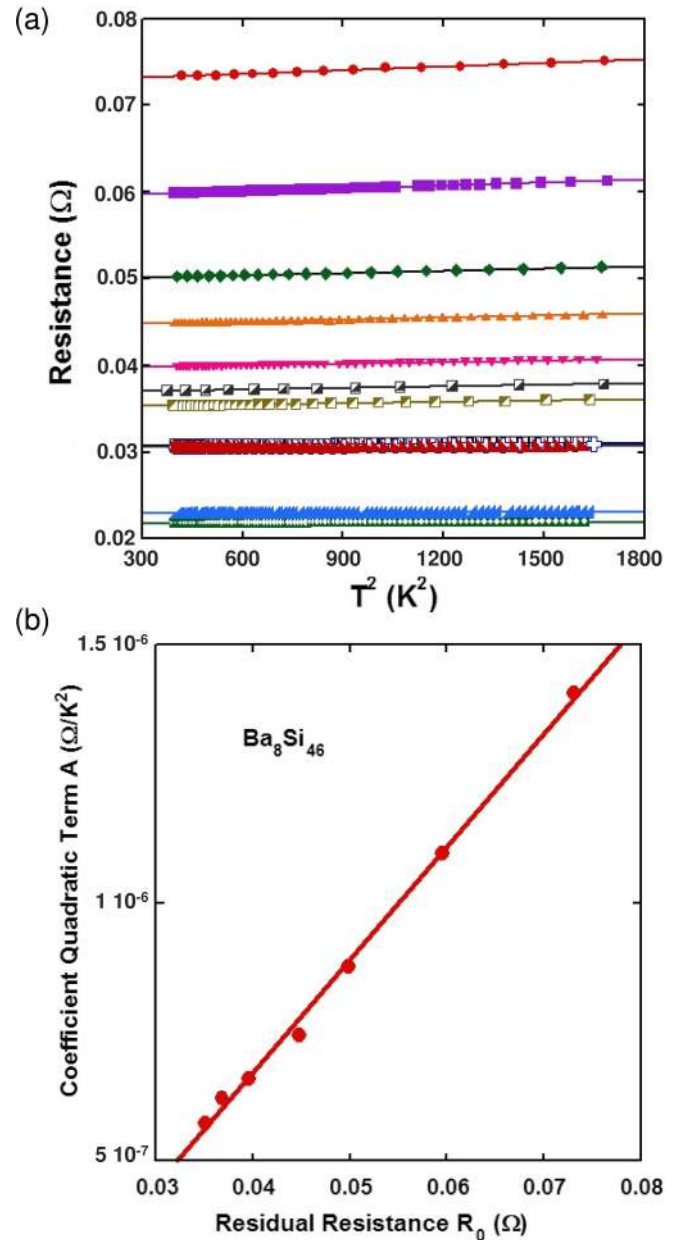 (a)
0.08
0.07
0.06
0.05
0.04
0.03
0.02
Resistance (Ω)
300 600 900 1200 1500 1800
T² (K²)
(b)
1.5 10⁻⁶
1 10⁻⁶
5 10⁻⁷
Coefficient Quadratic Term A (Ω/K²)
Ba₈Si₄₆
0.03 0.04 0.05 0.06 0.07 0.08
Residual Resistance R₀ (Ω)